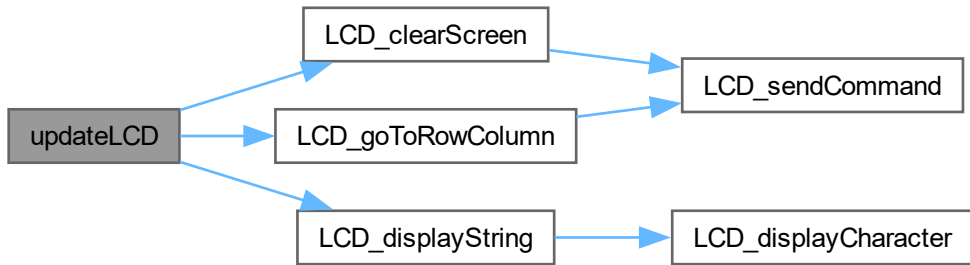 LCD_clearScreen
LCD_sendCommand
updateLCD
LCD_goToRowColumn
LCD_displayString
LCD_displayCharacter